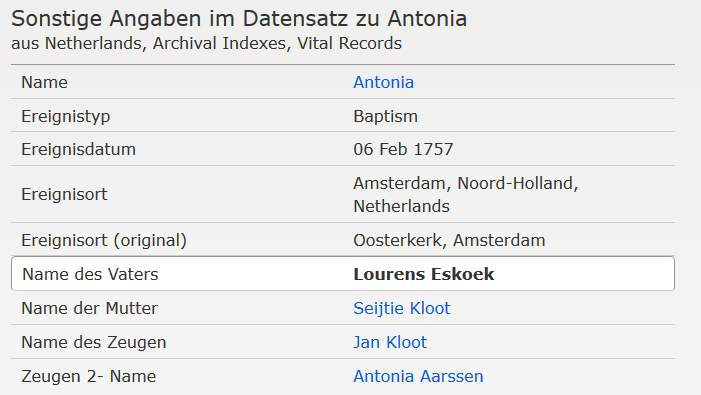 Sonstige Angaben im Datensatz zu Antonia
aus Netherlands, Archival Indexes, Vital Records
Name Antonia
Ereignistyp Baptism
Ereignisdatum 06 Feb 1757
Ereignisort Amsterdam, Noord-Holland,
Netherlands
Ereignisort (original) Oosterkerk, Amsterdam
Name des Vaters Lourens Eskoek
Name der Mutter Seijtie Kloot
Name des Zeugen Jan Kloot
Zeugen 2- Name Antonia Aarssen